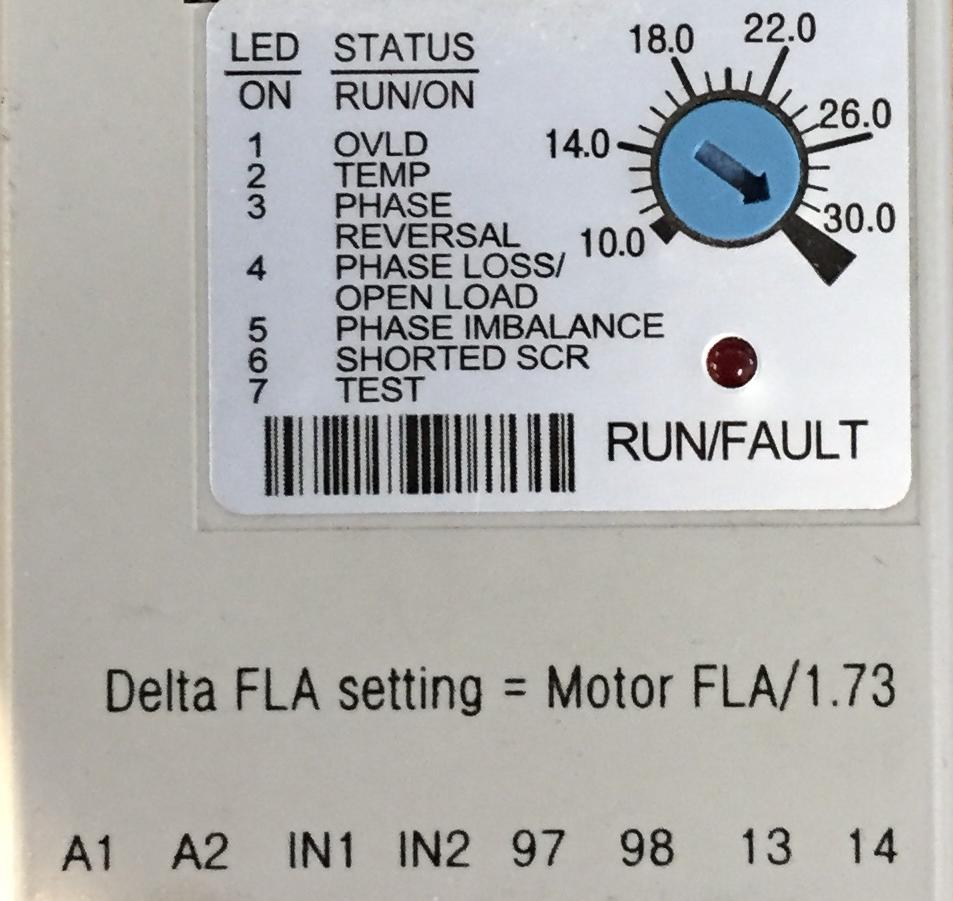 LED STATUS
ON RUN/ON
1 OVLD
2 TEMP
3 PHASE
REVERSAL
4 PHASE LOSS/
OPEN LOAD
5 PHASE IMBALANCE
6 SHORTED SCR
7 TEST
18.0 22.0
14.0 26.0
10.0 30.0
RUN/FAULT
Delta FLA setting = Motor FLA/1.73
A1 A2 IN1 IN2 97 98 13 14